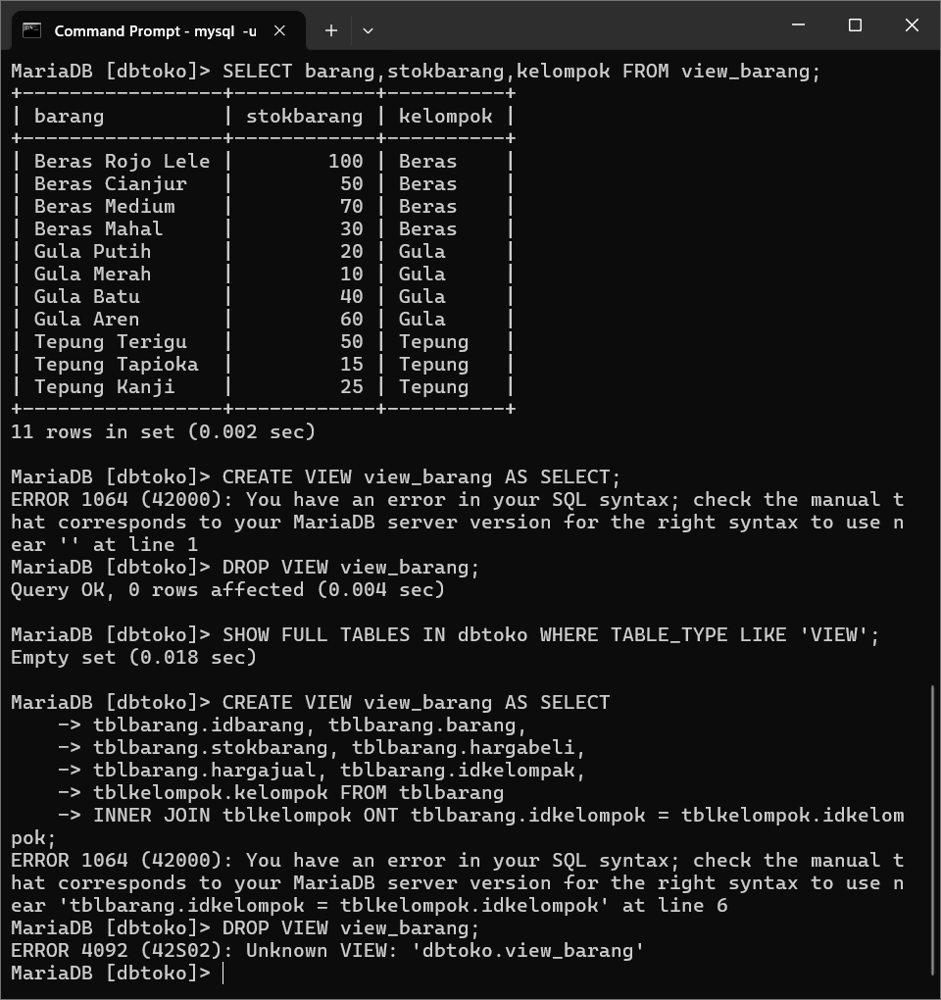 Command Prompt - mysql -u
MariaDB [dbtoko]> SELECT barang,stokbarang,kelompok FROM view_barang;
+-----------------+------------+----------+
| barang          | stokbarang | kelompok |
+-----------------+------------+----------+
| Beras Rojo Lele |        100 | Beras    |
| Beras Cianjur   |         50 | Beras    |
| Beras Medium    |         70 | Beras    |
| Beras Mahal     |         30 | Beras    |
| Gula Putih      |         20 | Gula     |
| Gula Merah      |         10 | Gula     |
| Gula Batu       |         40 | Gula     |
| Gula Aren       |         60 | Gula     |
| Tepung Terigu   |         50 | Tepung   |
| Tepung Tapioka  |         15 | Tepung   |
| Tepung Kanji    |         25 | Tepung   |
+-----------------+------------+----------+
11 rows in set (0.002 sec)

MariaDB [dbtoko]> CREATE VIEW view_barang AS SELECT;
ERROR 1064 (42000): You have an error in your SQL syntax; check the manual t
hat corresponds to your MariaDB server version for the right syntax to use n
ear '' at line 1
MariaDB [dbtoko]> DROP VIEW view_barang;
Query OK, 0 rows affected (0.004 sec)

MariaDB [dbtoko]> SHOW FULL TABLES IN dbtoko WHERE TABLE_TYPE LIKE 'VIEW';
Empty set (0.018 sec)

MariaDB [dbtoko]> CREATE VIEW view_barang AS SELECT
    -> tblbarang.idbarang, tblbarang.barang,
    -> tblbarang.stokbarang, tblbarang.hargabeli,
    -> tblbarang.hargajual, tblbarang.idkelompak,
    -> tblkelompok.kelompok FROM tblbarang
    -> INNER JOIN tblkelompok ONT tblbarang.idkelompok = tblkelompok.idkelom
pok;
ERROR 1064 (42000): You have an error in your SQL syntax; check the manual t
hat corresponds to your MariaDB server version for the right syntax to use n
ear 'tblbarang.idkelompok = tblkelompok.idkelompok' at line 6
MariaDB [dbtoko]> DROP VIEW view_barang;
ERROR 4092 (42S02): Unknown VIEW: 'dbtoko.view_barang'
MariaDB [dbtoko]>